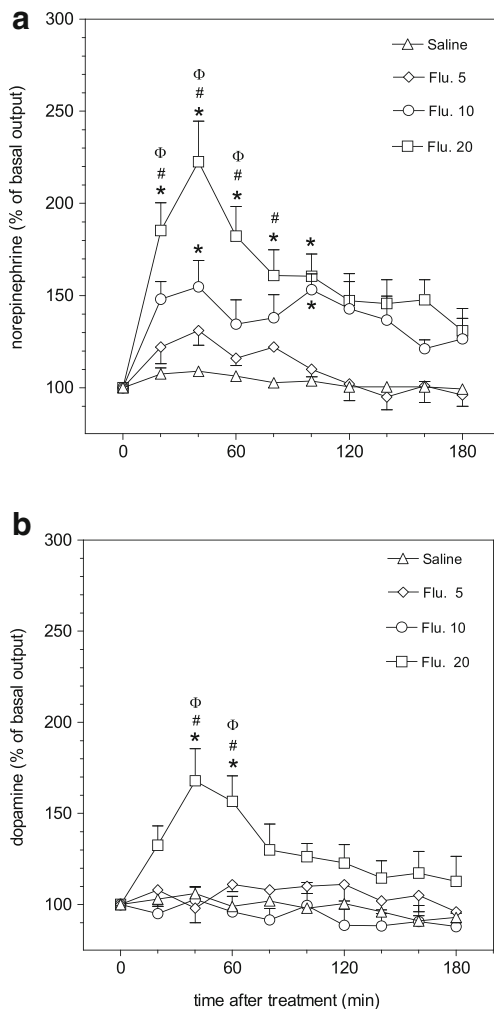 a
300
250
200
150
100
norepinephrine (% of basal output)
Saline
Flu. 5
Flu. 10
Flu. 20
Φ
#
*
Φ
#
*
Φ
#
*
#
*
*
*
*
0
60
120
180
b
300
250
200
150
100
dopamine (% of basal output)
Saline
Flu. 5
Flu. 10
Flu. 20
Φ
#
*
Φ
#
*
0
60
120
180
time after treatment (min)